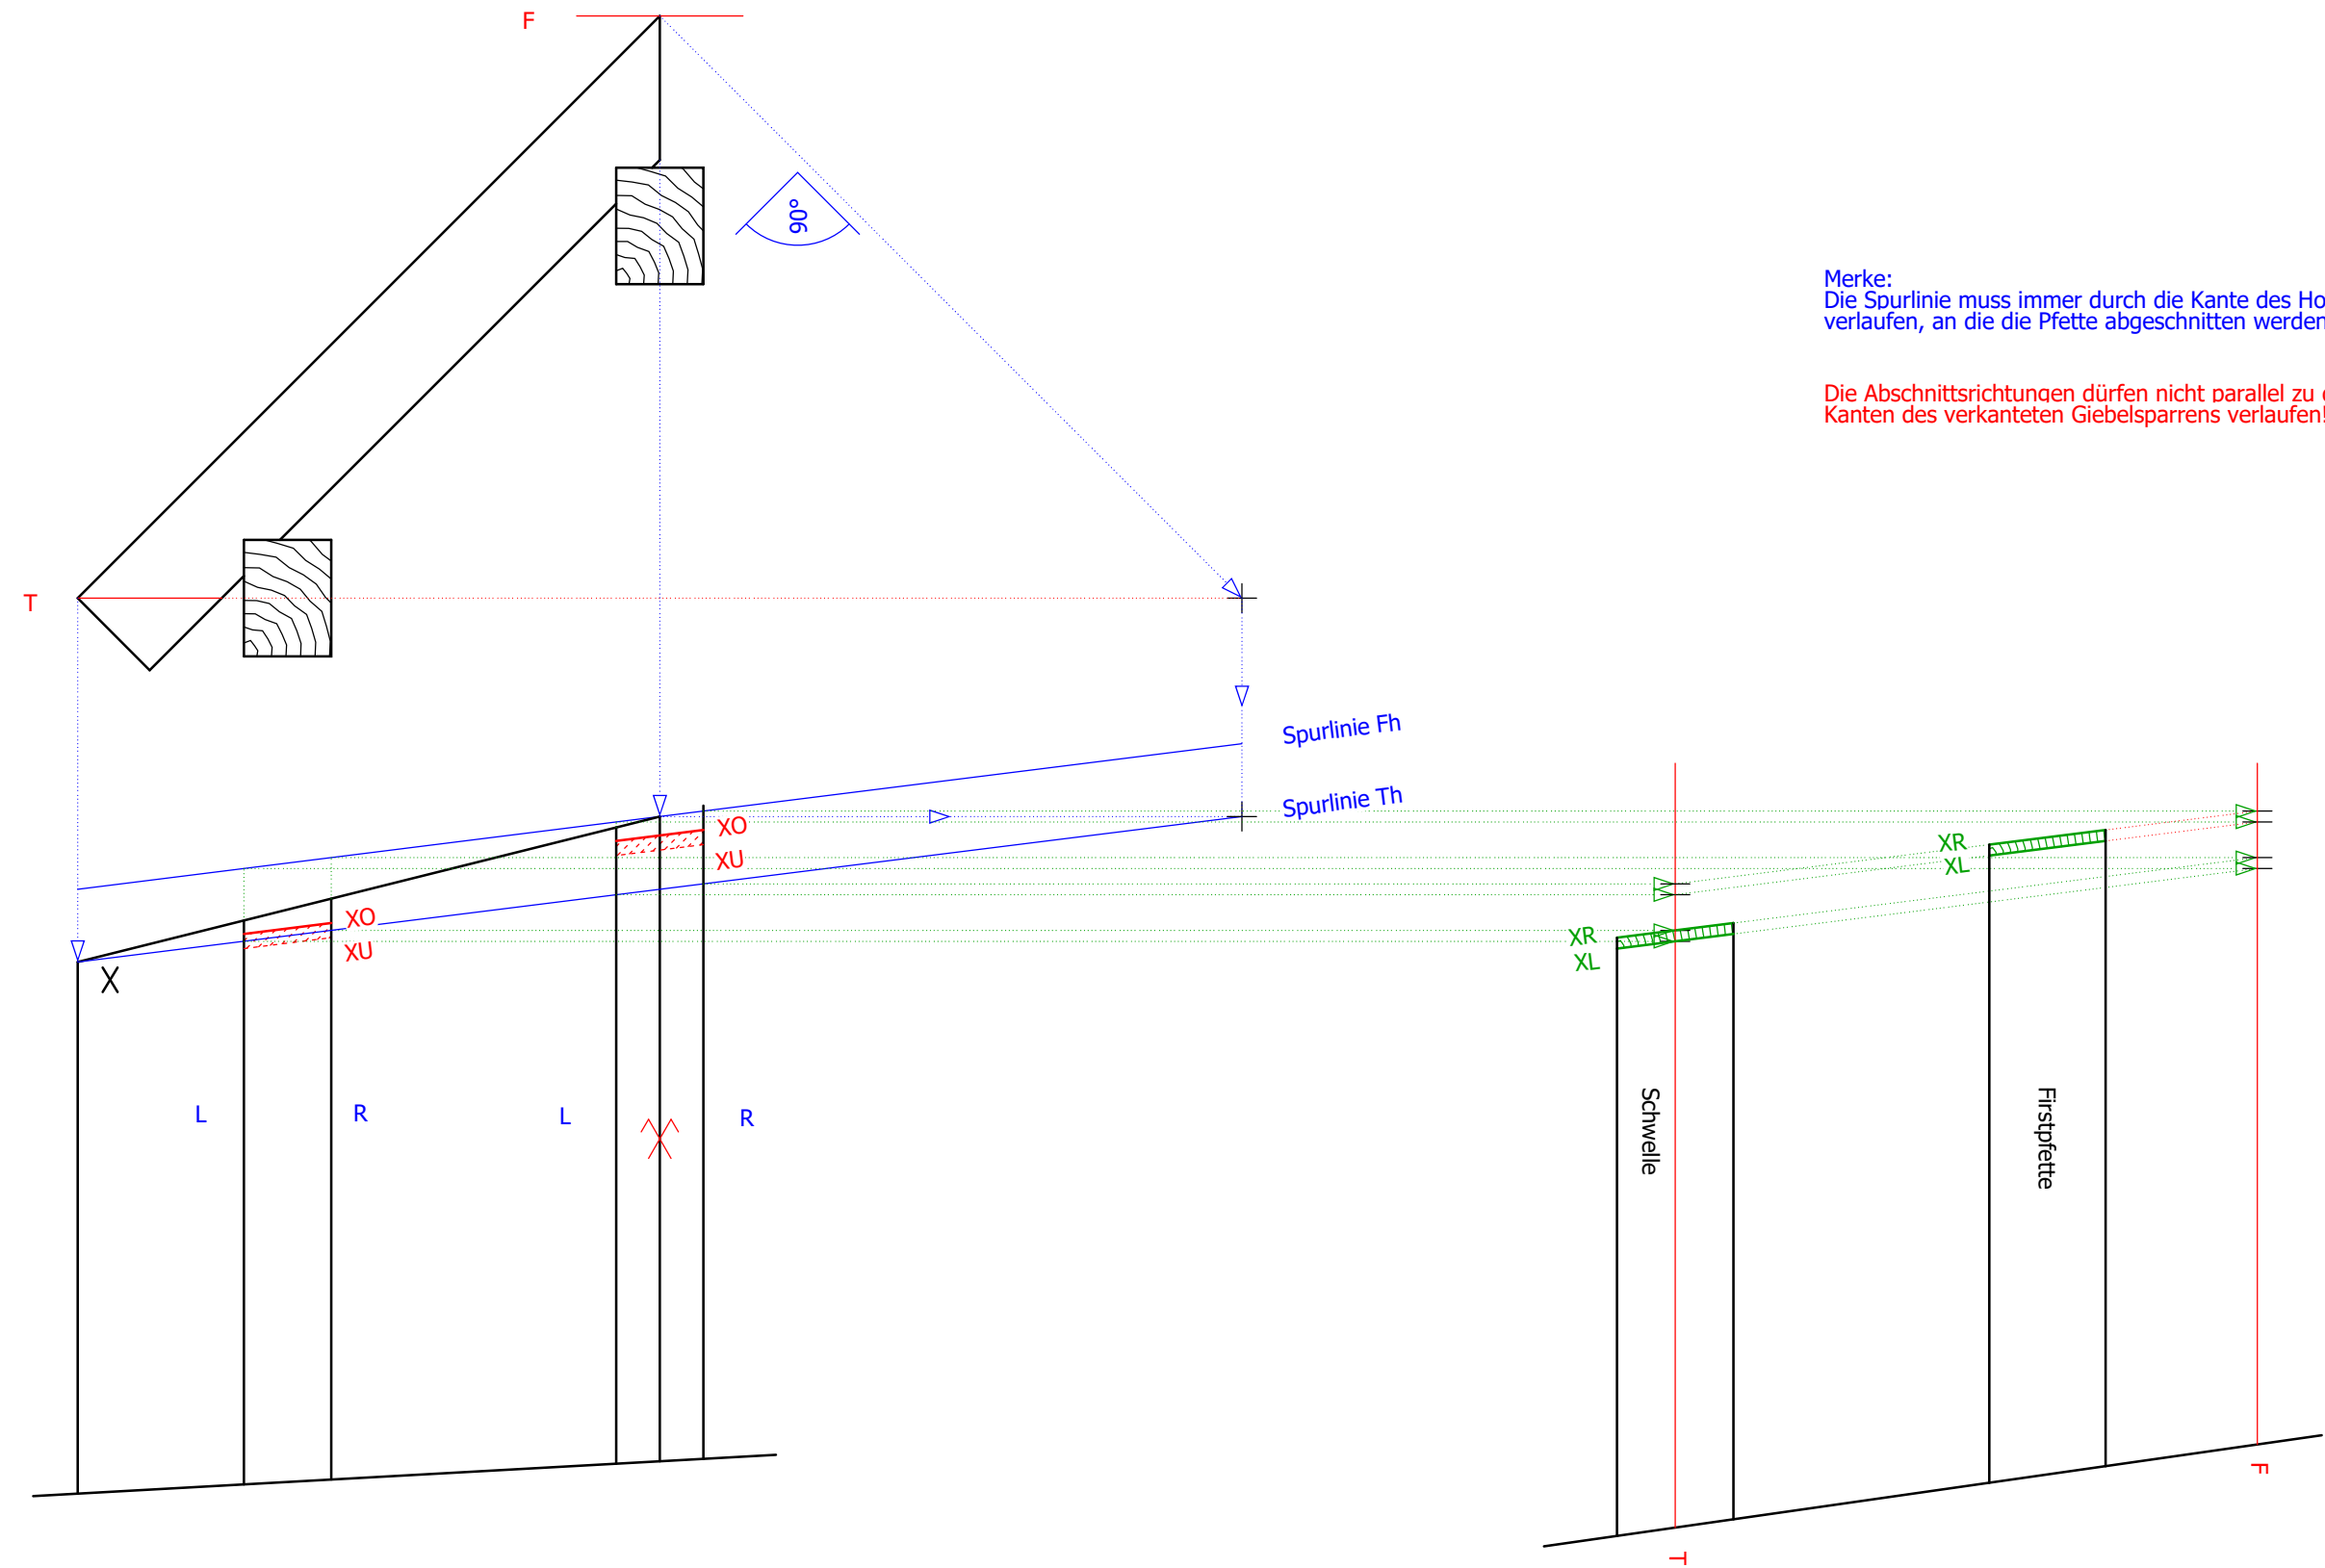 F
90°
Merke:
Die Spurlinie muss immer durch die Kante des
verlaufen, an die die Pfette abgeschnitten werden
Die Abschnittsrichtungen dürfen nicht parallel zu
Kanten des verkanteten Giebelsparrens verlaufen!
T
Spurlinie Fh
Spurlinie Th
XO
XU
XR
XL
XO
XU
XR
XL
X
L
R
L
R
Schwelle
Firstpfette
F
T